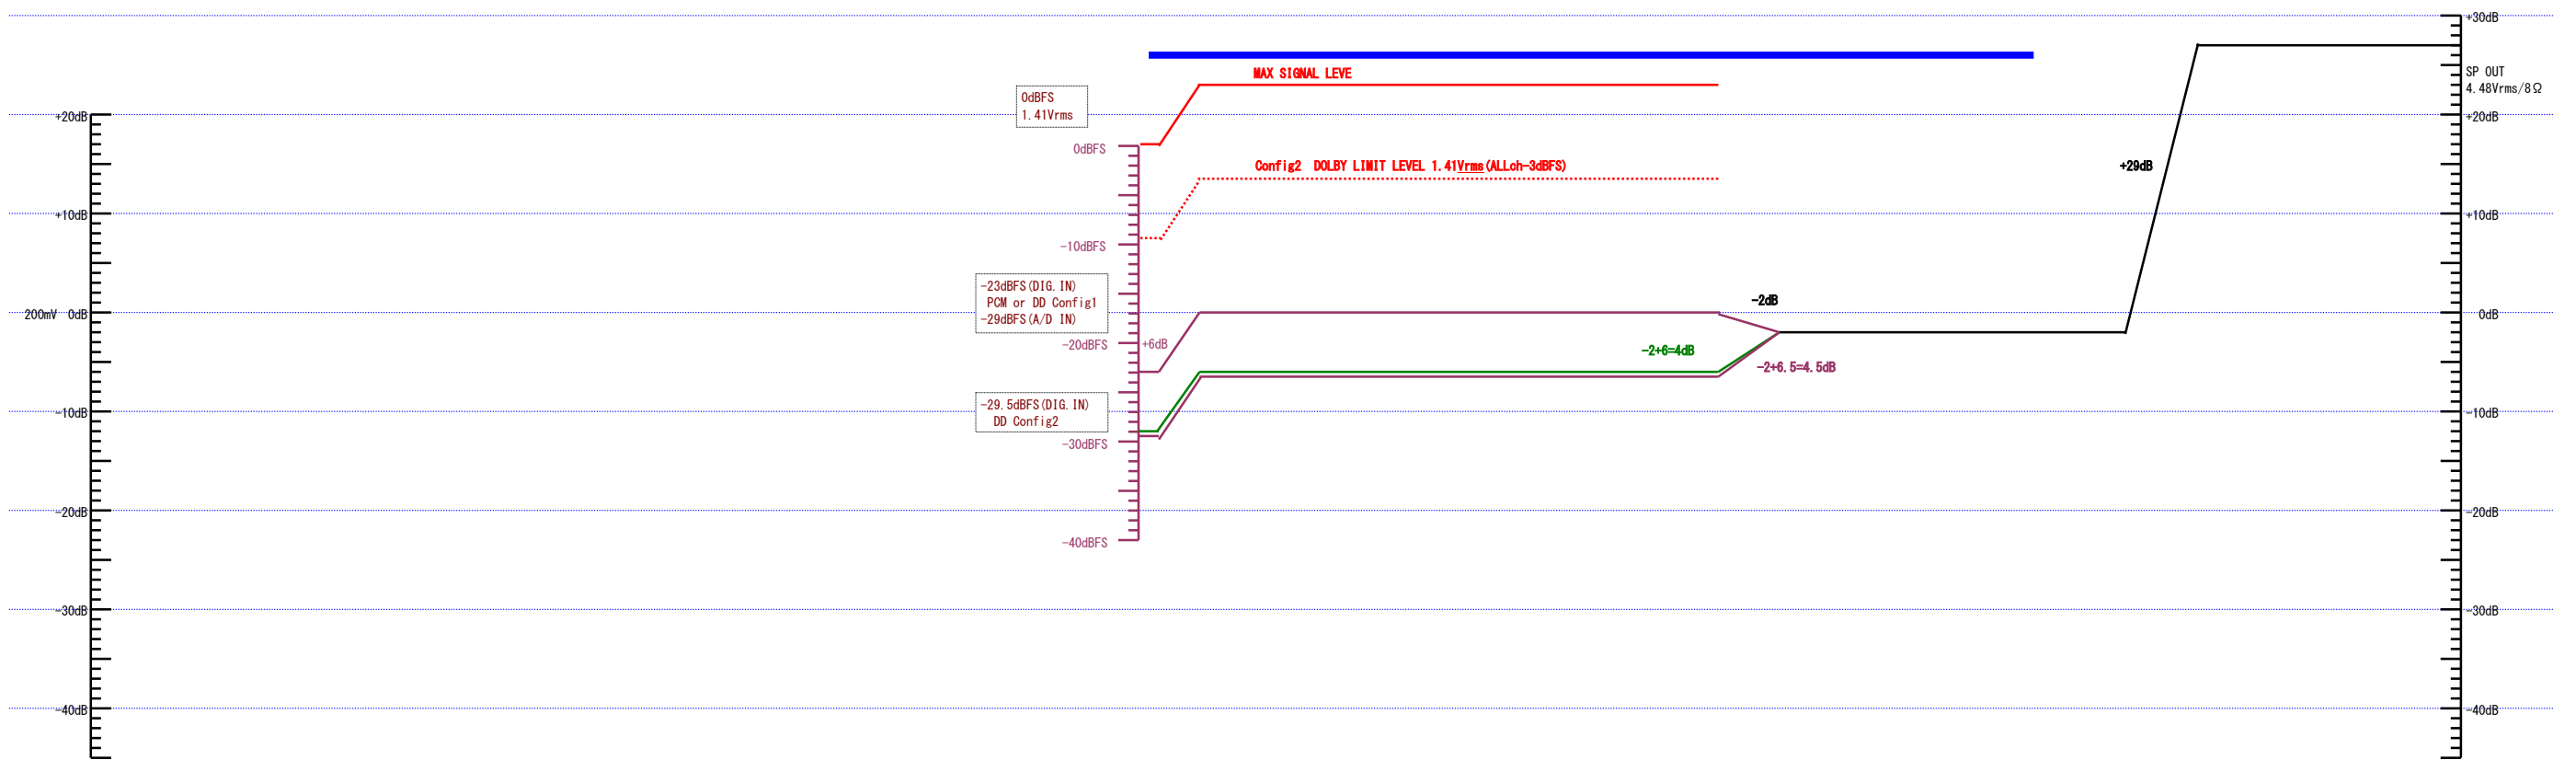 +30dB
MAX SIGNAL LEVE
SP OUT
4.48Vrms/8Ω
0dBFS
1.41Vrms
+20dB
+20dB
0dBFS
Config2 DOLBY LIMIT LEVEL 1.41Vrms(ALLch-3dBFS)
+29dB
+10dB
+10dB
-10dBFS
-23dBFS(DIG.IN)
PCM or DD Config1
-29dBFS(A/D IN)
-2dB
200mV 0dB
0dB
-20dBFS
+6dB
-2+6=4dB
-2+6.5=4.5dB
-29.5dBFS(DIG.IN)
DD Config2
-10dB
-10dB
-30dBFS
-20dB
-20dB
-40dBFS
-30dB
-30dB
-40dB
-40dB